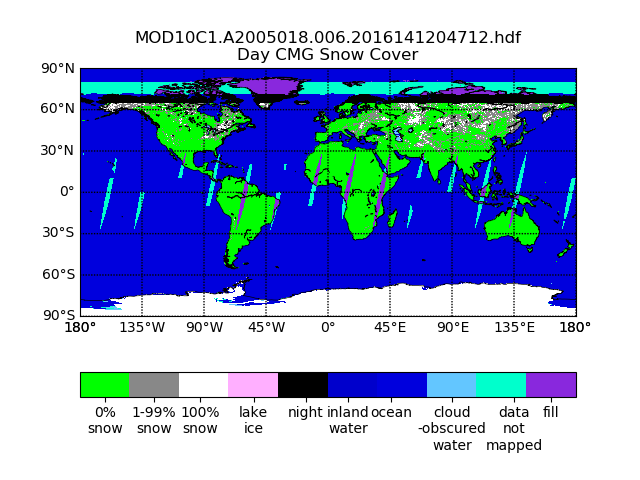 MOD10C1.A2005018.006.2016141204712.hdf
Day CMG Snow Cover
90°N
60°N
30°N
0°
30°S
60°S
90°S
180° 135°W 90°W 45°W 0° 45°E 90°E 135°E 180°
0% 1-99% 100% lake night inland ocean cloud data fill
snow snow snow ice water -obscured not
water mapped